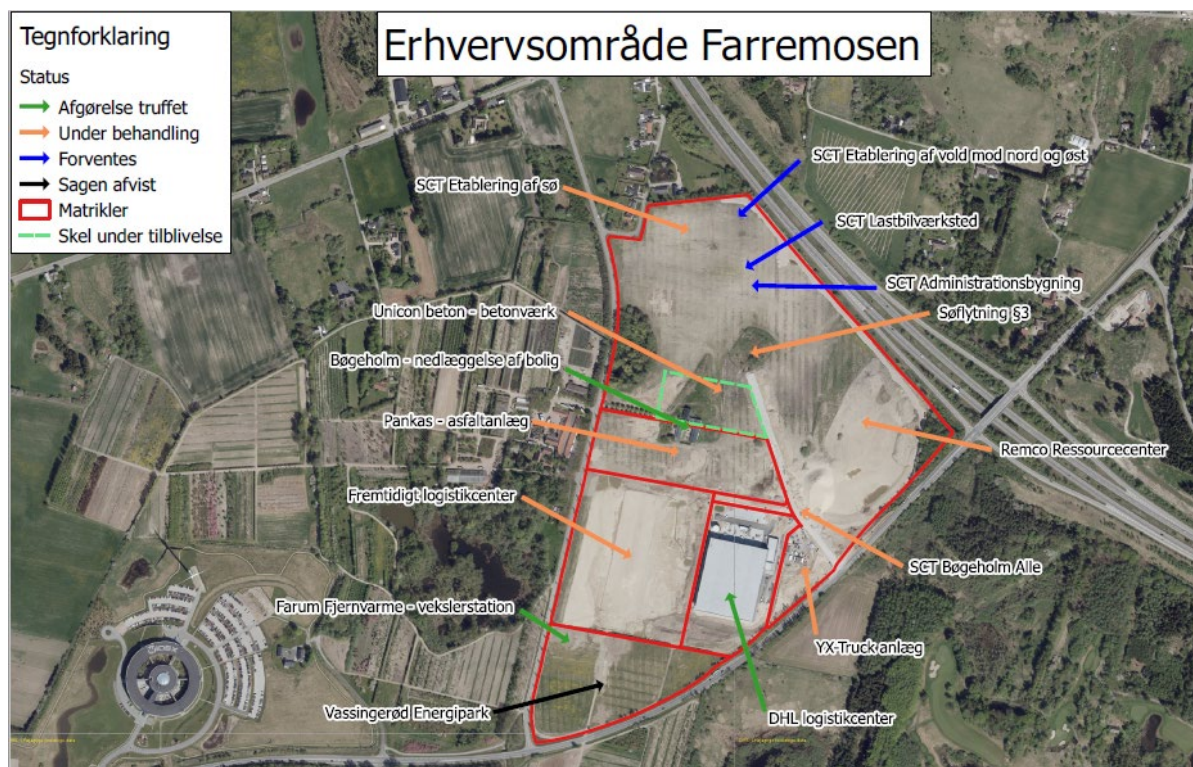 Tegnforklaring
Status
Afgørelse truffet
Under behandling
Forventes
Sagen afvist
Matrikler
Skel under tilblivelse
Erhvervsområde Farremosen
SCT Etablering af vold mod nord og øst
SCT Etablering af sø
SCT Lastbilværksted
SCT Administrationsbygning
Unicon beton - betonværk
Søflytning §3
Bøgeholm - nedlæggelse af bolig
Pankas - asfaltanlæg
Remco Ressourcecenter
Fremtidigt logistikcenter
SCT Bøgeholm Alle
Farum Fjernvarme - vekslerstation
YX-Truck anlæg
Vassingerød Energipark
DHL logistikcenter